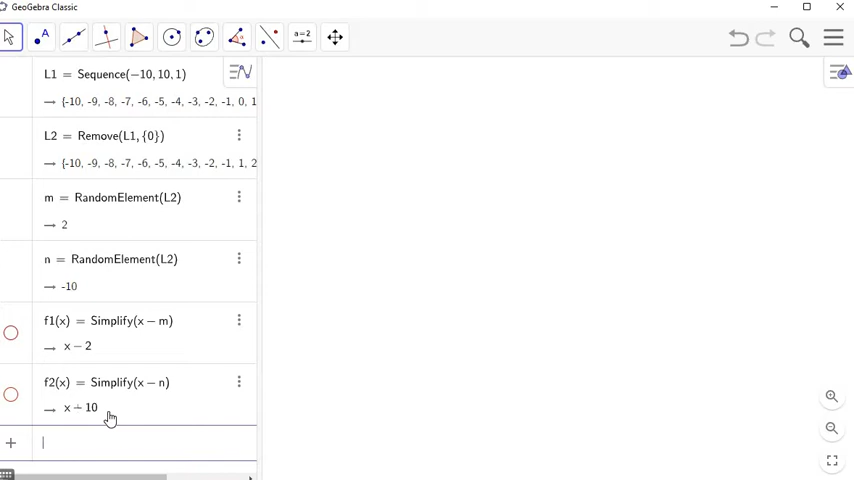 GeoGebra Classic
a=2
L1 = Sequence(−10, 10, 1)
→ {-10, -9, -8, -7, -6, -5, -4, -3, -2, -1, 0, 1
L2 = Remove(L1, {0})
→ {-10, -9, -8, -7, -6, -5, -4, -3, -2, -1, 1, 2
m = RandomElement(L2)
→ 2
n = RandomElement(L2)
→ -10
f1(x) = Simplify(x − m)
→ x − 2
f2(x) = Simplify(x − n)
→ x + 10